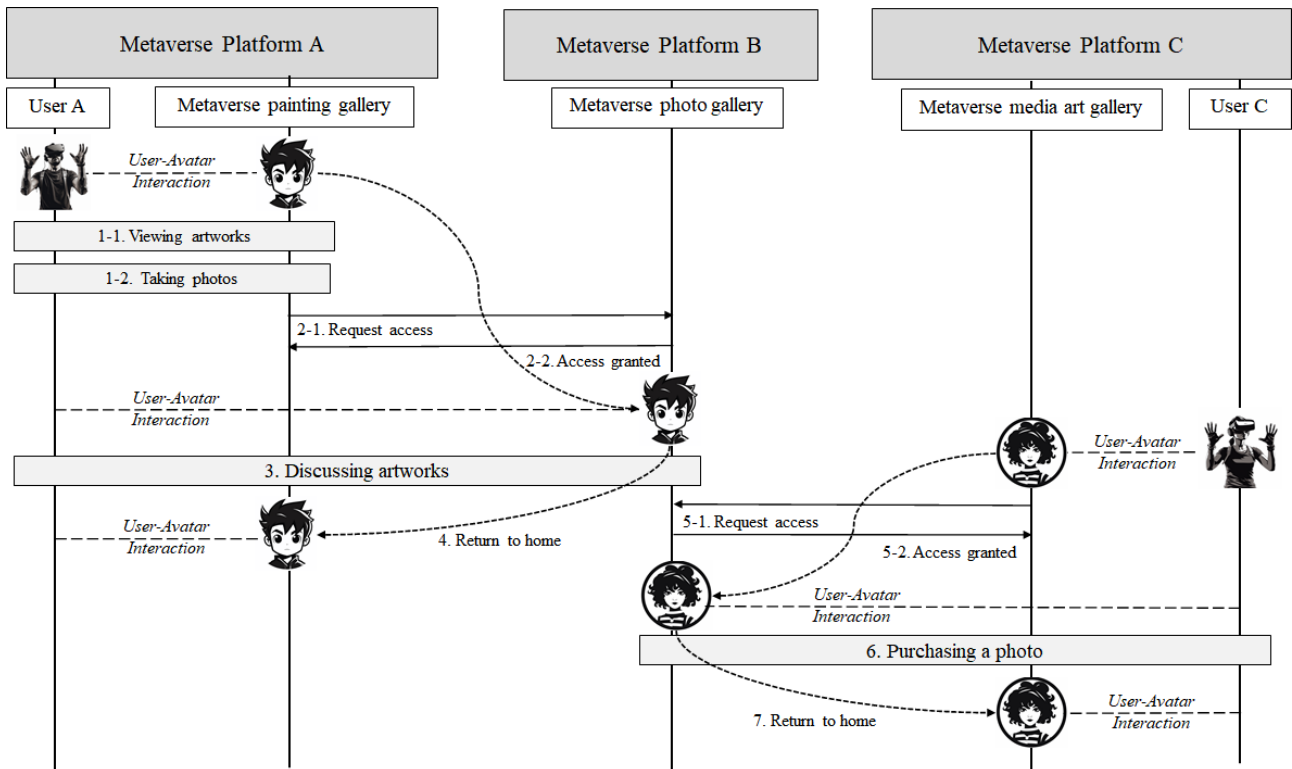 Metaverse Platform A
Metaverse Platform B
Metaverse Platform C
User A
Metaverse painting gallery
Metaverse photo gallery
Metaverse media art gallery
User C
User-Avatar
Interaction
1-1. Viewing artworks
1-2. Taking photos
2-1. Request access
2-2. Access granted
User-Avatar
Interaction
User-Avatar
Interaction
3. Discussing artworks
5-1. Request access
User-Avatar
Interaction
4. Return to home
5-2. Access granted
User-Avatar
Interaction
6. Purchasing a photo
7. Return to home
User-Avatar
Interaction